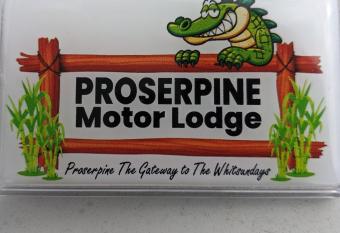 PROSERPINE
Motor Lodge
Proserpine The Gateway to The Whitsundays